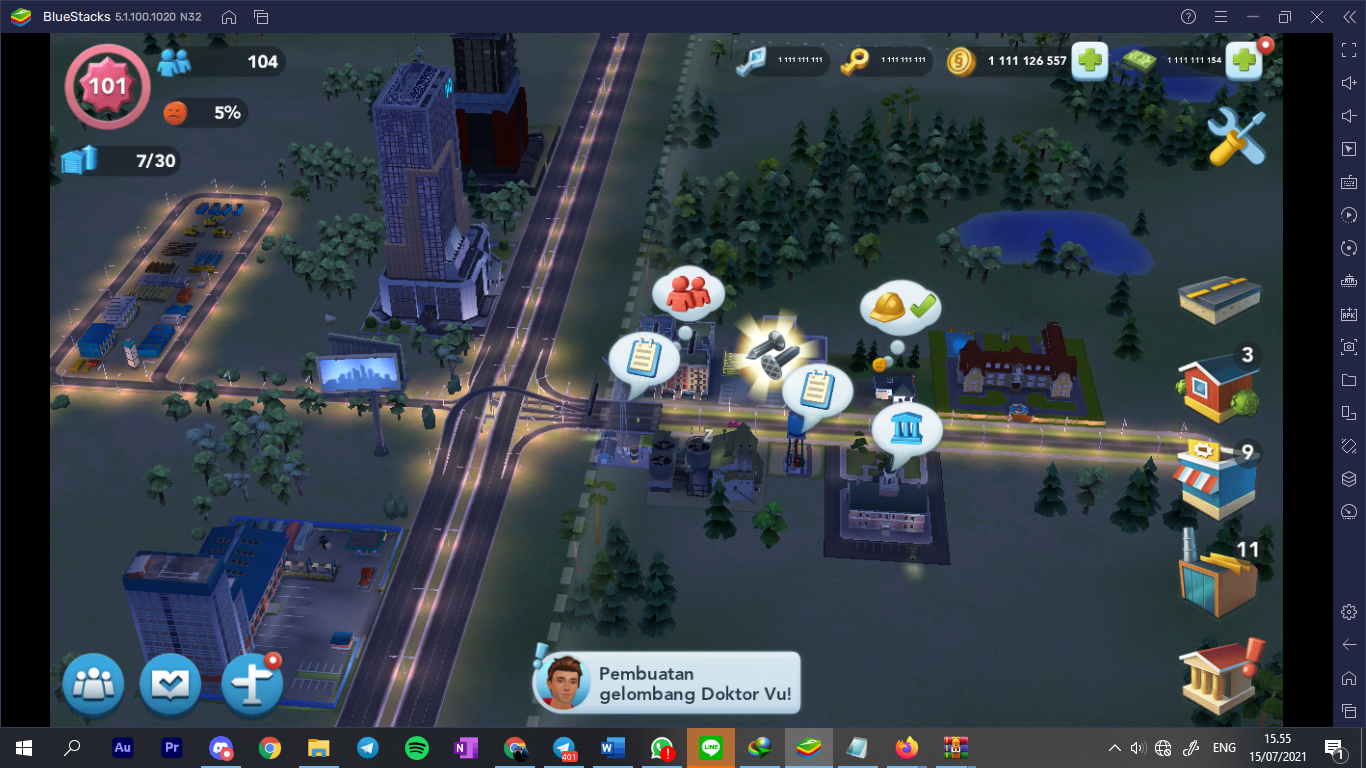 BlueStacks 5.1.100.1020 N32
101
104
5%
7/30
1 111 111 111
1 111 111 111
1 111 126 557
1 111 111 154
3
9
11
z
Pembuatan
gelombang Doktor Vu!
Au
Pr
N
401
W
LINE
ENG
15.55
15/07/2021
1